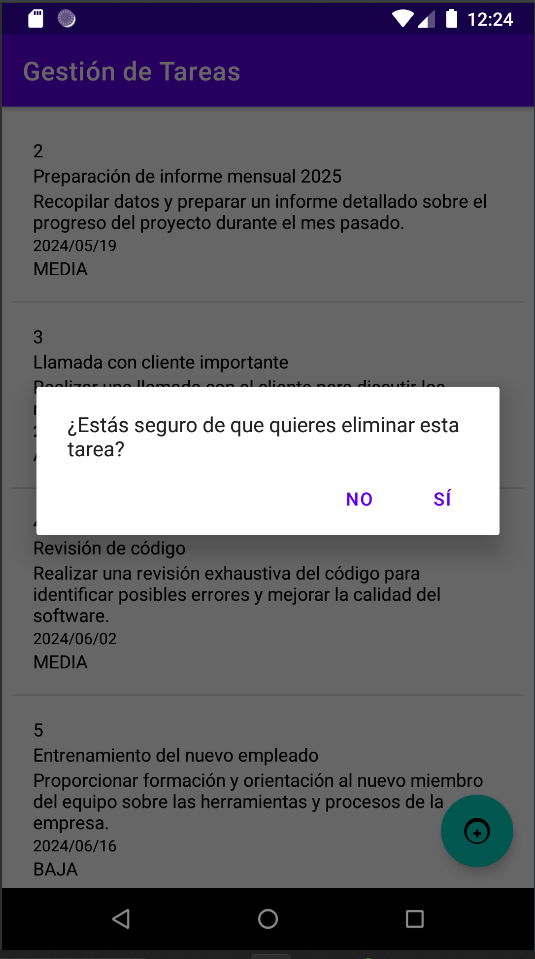 12:24
Gestión de Tareas
2
Preparación de informe mensual 2025
Recopilar datos y preparar un informe detallado sobre el
progreso del proyecto durante el mes pasado.
2024/05/19
MEDIA
3
Llamada con cliente importante
Realizar una llamada con el cliente para discutir los
¿Estás seguro de que quieres eliminar esta
tarea?
NO
SÍ
Revisión de código
Realizar una revisión exhaustiva del código para
identificar posibles errores y mejorar la calidad del
software.
2024/06/02
MEDIA
5
Entrenamiento del nuevo empleado
Proporcionar formación y orientación al nuevo miembro
del equipo sobre las herramientas y procesos de la
empresa.
2024/06/16
BAJA